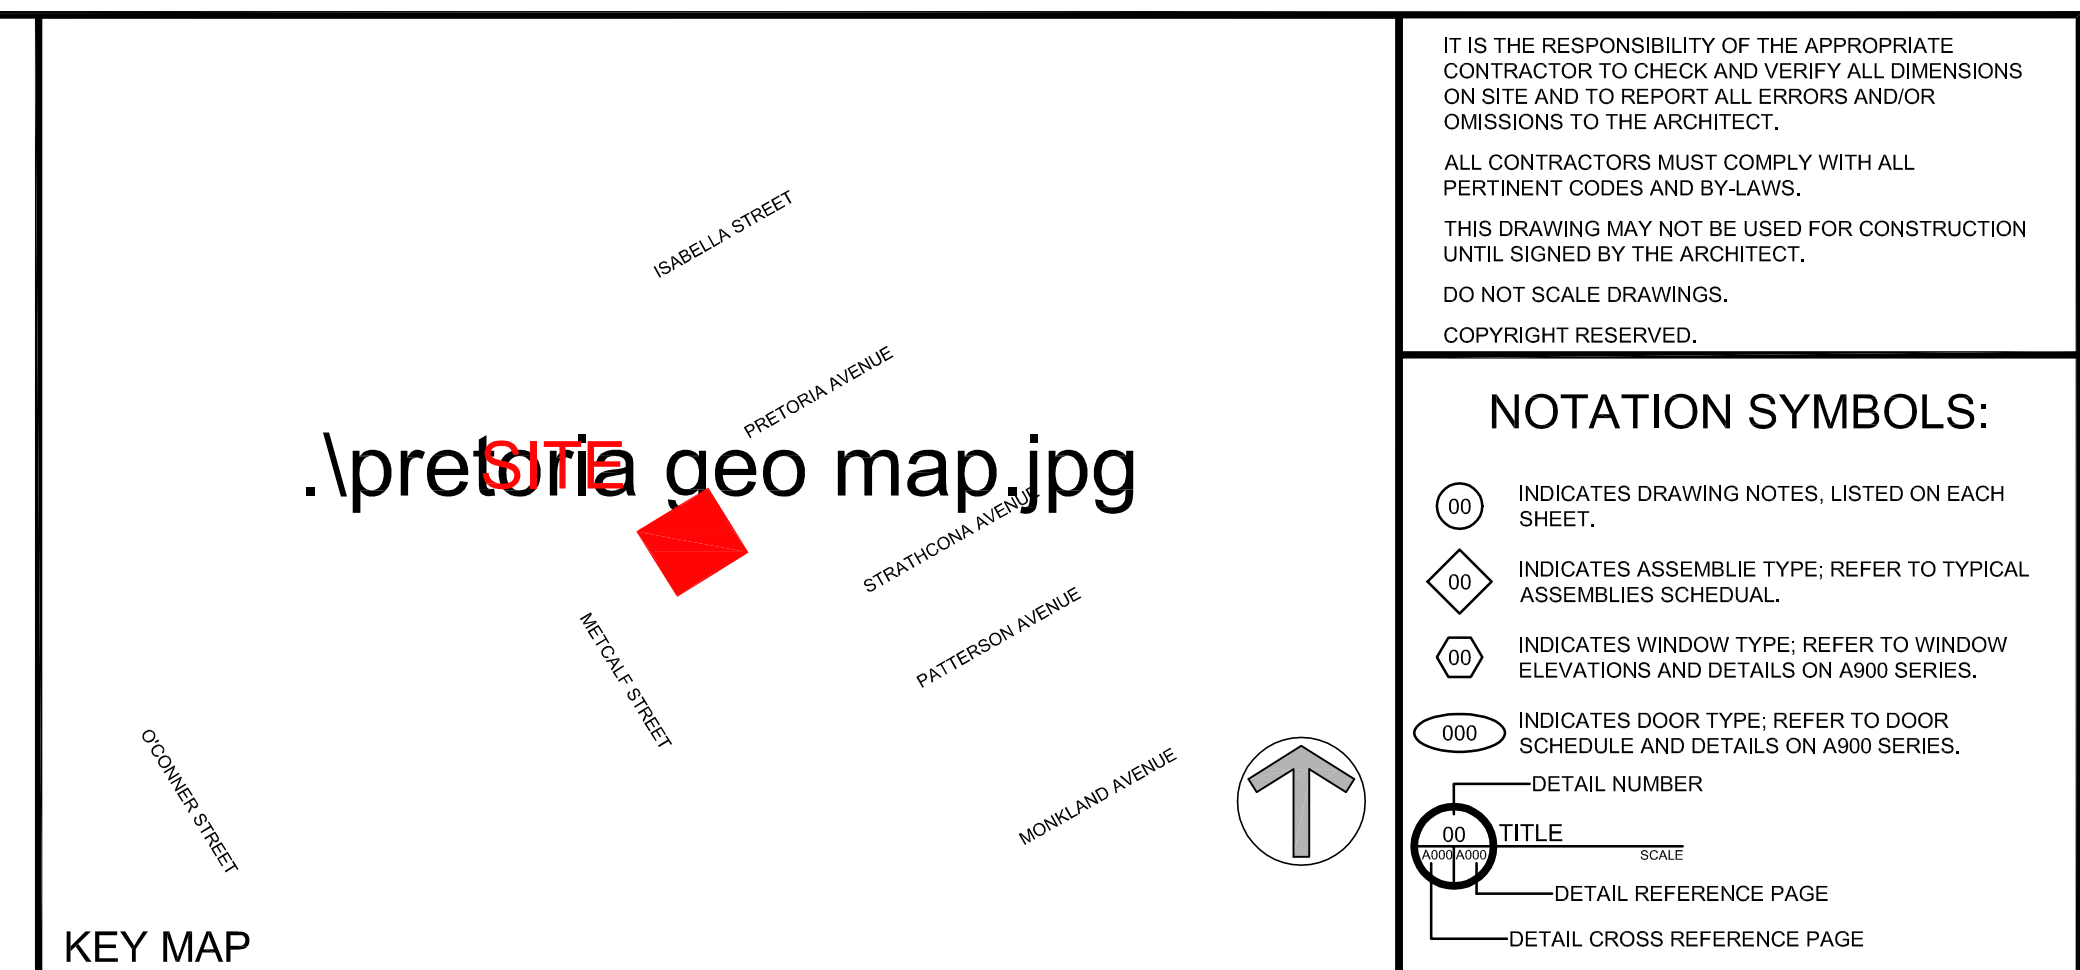 ISABELLA STREET
PRETORIA AVENUE
.\pretoria geo map.jpg
SITE
STRATHCONA AVENUE
PATTERSON AVENUE
METCALF STREET
O'CONNER STREET
MONKLAND AVENUE
KEY MAP
IT IS THE RESPONSIBILITY OF THE APPROPRIATE
CONTRACTOR TO CHECK AND VERIFY ALL DIMENSIONS
ON SITE AND TO REPORT ALL ERRORS AND/OR
OMISSIONS TO THE ARCHITECT.
ALL CONTRACTORS MUST COMPLY WITH ALL
PERTINENT CODES AND BY-LAWS.
THIS DRAWING MAY NOT BE USED FOR CONSTRUCTION
UNTIL SIGNED BY THE ARCHITECT.
DO NOT SCALE DRAWINGS.
COPYRIGHT RESERVED.
NOTATION SYMBOLS:
00
INDICATES DRAWING NOTES, LISTED ON EACH
SHEET.
00
INDICATES ASSEMBLIE TYPE; REFER TO TYPICAL
ASSEMBLIES SCHEDUAL.
00
INDICATES WINDOW TYPE; REFER TO WINDOW
ELEVATIONS AND DETAILS ON A900 SERIES.
000
INDICATES DOOR TYPE; REFER TO DOOR
SCHEDULE AND DETAILS ON A900 SERIES.
DETAIL NUMBER
00 TITLE
A000 A000 SCALE
DETAIL REFERENCE PAGE
DETAIL CROSS REFERENCE PAGE